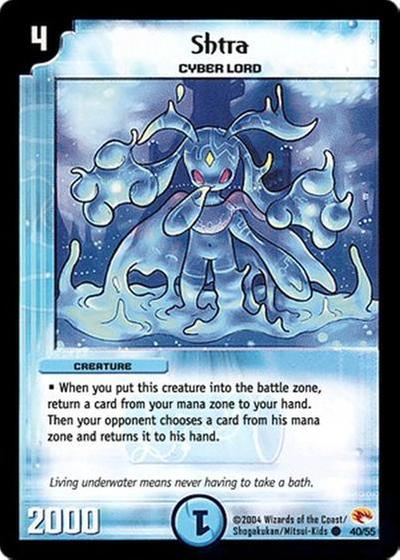 4
Shtra
CYBER LORD
CREATURE
▪ When you put this creature into the battle zone,
return a card from your mana zone to your hand.
Then your opponent chooses a card from his mana
zone and returns it to his hand.
Living underwater means never having to take a bath.
2000
1
©2004 Wizards of the Coast/
Shogakukan/Mitsui-Kids ● 40/55